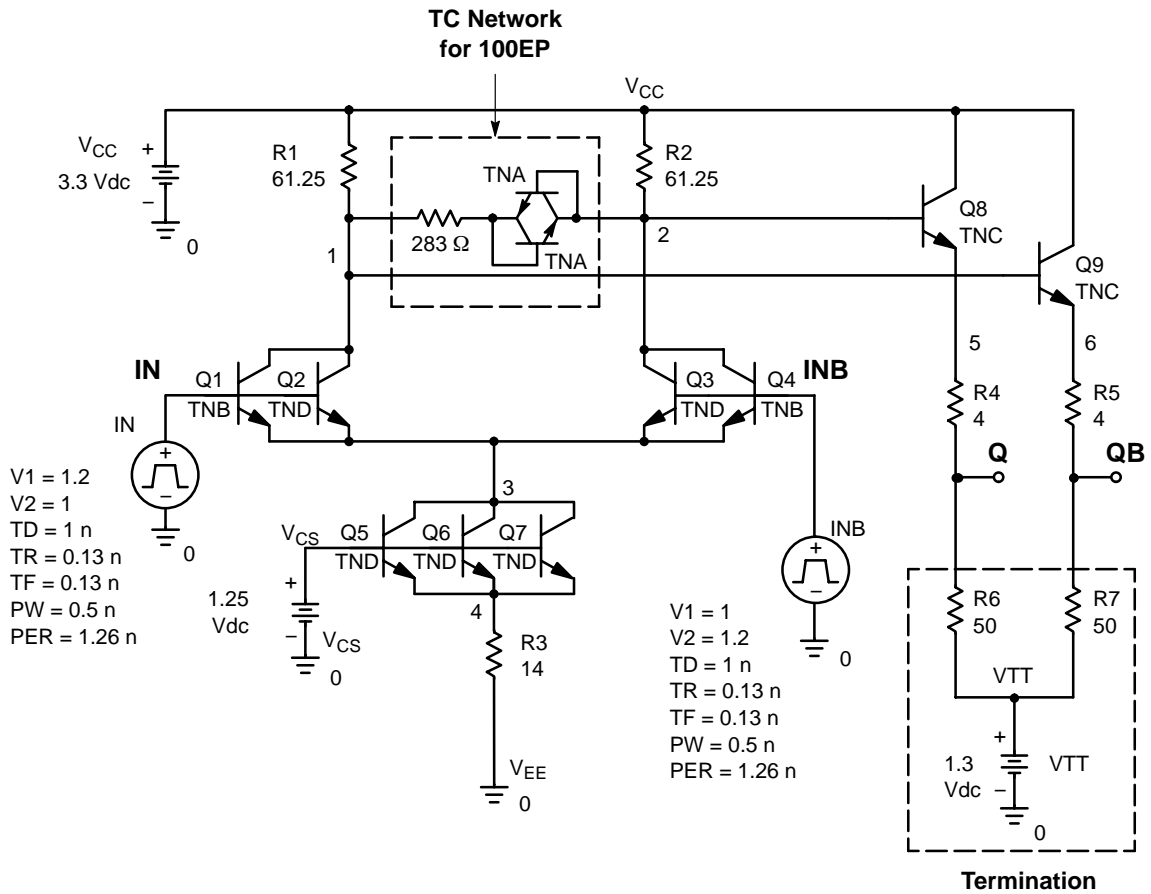 TC Network
for 100EP
V_CC
V_CC
3.3 Vdc
+
−
0
R1
61.25
R2
61.25
TNA
283 Ω
TNA
1
2
Q8
TNC
Q9
TNC
5
6
IN
Q1
TNB
Q2
TND
Q3
TND
Q4
TNB
INB
IN
+
−
0
V1 = 1.2
V2 = 1
TD = 1 n
TR = 0.13 n
TF = 0.13 n
PW = 0.5 n
PER = 1.26 n
3
V_CS
Q5
TND
Q6
TND
Q7
TND
+
1.25
Vdc
−
V_CS
0
4
R3
14
V_EE
0
INB
+
−
0
V1 = 1
V2 = 1.2
TD = 1 n
TR = 0.13 n
TF = 0.13 n
PW = 0.5 n
PER = 1.26 n
R4
4
R5
4
Q
QB
R6
50
R7
50
VTT
+
1.3
Vdc
−
VTT
0
Termination